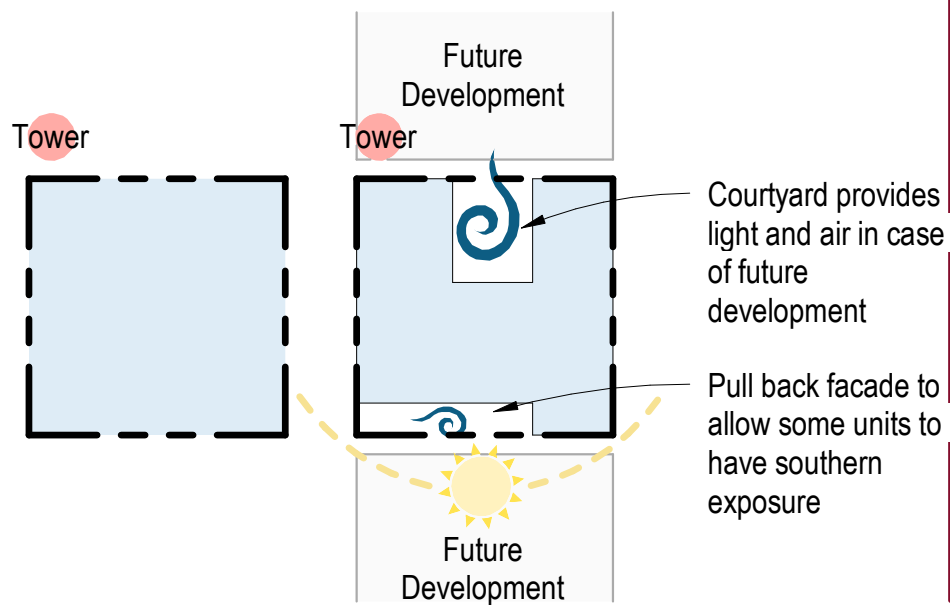 Future
Development
Tower
Tower
Courtyard provides
light and air in case
of future
development
Pull back facade to
allow some units to
have southern
exposure
Future
Development